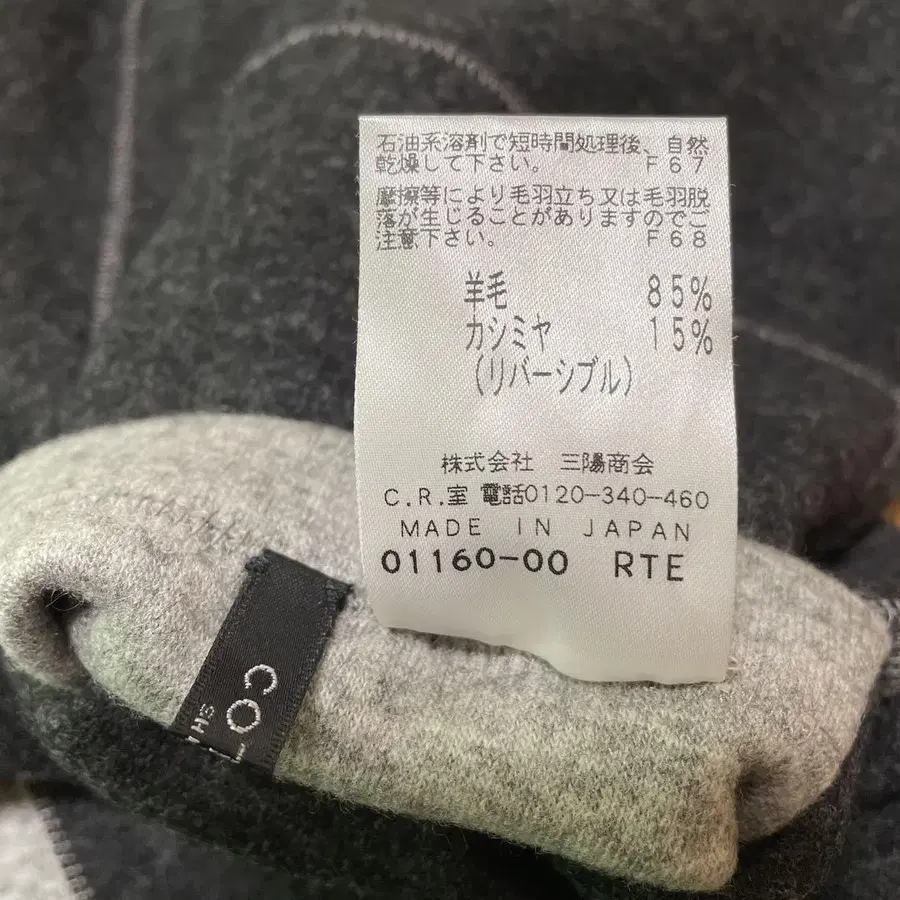 石油系溶剤で短時間処理後、自然
乾燥して下さい。 F67
摩擦等により毛羽立ち又は毛羽脱
落が生じることがありますのでご
注意下さい。 F68
羊毛 85%
カシミヤ 15%
(リバーシブル)
株式会社 三陽商会
C.R.室 電話0120-340-460
MADE IN JAPAN
01160-00 RTE